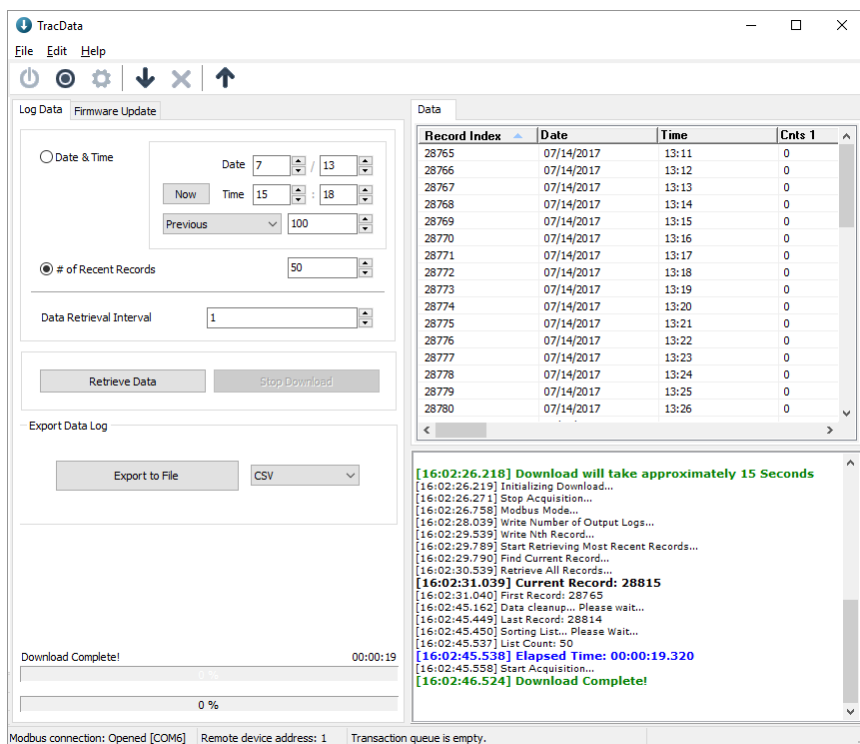 TracData
File Edit Help
Log Data Firmware Update
Date & Time
Date 7 / 13
Now Time 15 : 18
Previous 100
# of Recent Records 50
Data Retrieval Interval 1
Retrieve Data Stop Download
Export Data Log
Export to File CSV
Download Complete! 00:00:19
0 %
0 %
Data
Record Index Date Time Cnts 1
28765 07/14/2017 13:11 0
28766 07/14/2017 13:12 0
28767 07/14/2017 13:13 0
28768 07/14/2017 13:14 0
28769 07/14/2017 13:15 0
28770 07/14/2017 13:16 0
28771 07/14/2017 13:17 0
28772 07/14/2017 13:18 0
28773 07/14/2017 13:19 0
28774 07/14/2017 13:20 0
28775 07/14/2017 13:21 0
28776 07/14/2017 13:22 0
28777 07/14/2017 13:23 0
28778 07/14/2017 13:24 0
28779 07/14/2017 13:25 0
28780 07/14/2017 13:26 0
[16:02:26.218] Download will take approximately 15 Seconds
[16:02:26.219] Initializing Download...
[16:02:26.271] Stop Acquisition...
[16:02:26.758] Modbus Mode...
[16:02:28.039] Write Number of Output Logs...
[16:02:29.539] Write Nth Record...
[16:02:29.789] Start Retrieving Most Recent Records...
[16:02:29.790] Find Current Record...
[16:02:30.539] Retrieve All Records...
[16:02:31.039] Current Record: 28815
[16:02:31.040] First Record: 28765
[16:02:45.162] Data cleanup... Please wait...
[16:02:45.449] Last Record: 28814
[16:02:45.450] Sorting List... Please Wait...
[16:02:45.537] List Count: 50
[16:02:45.538] Elapsed Time: 00:00:19.320
[16:02:45.558] Start Acquisition...
[16:02:46.524] Download Complete!
Modbus connection: Opened [COM6] Remote device address: 1 Transaction queue is empty.